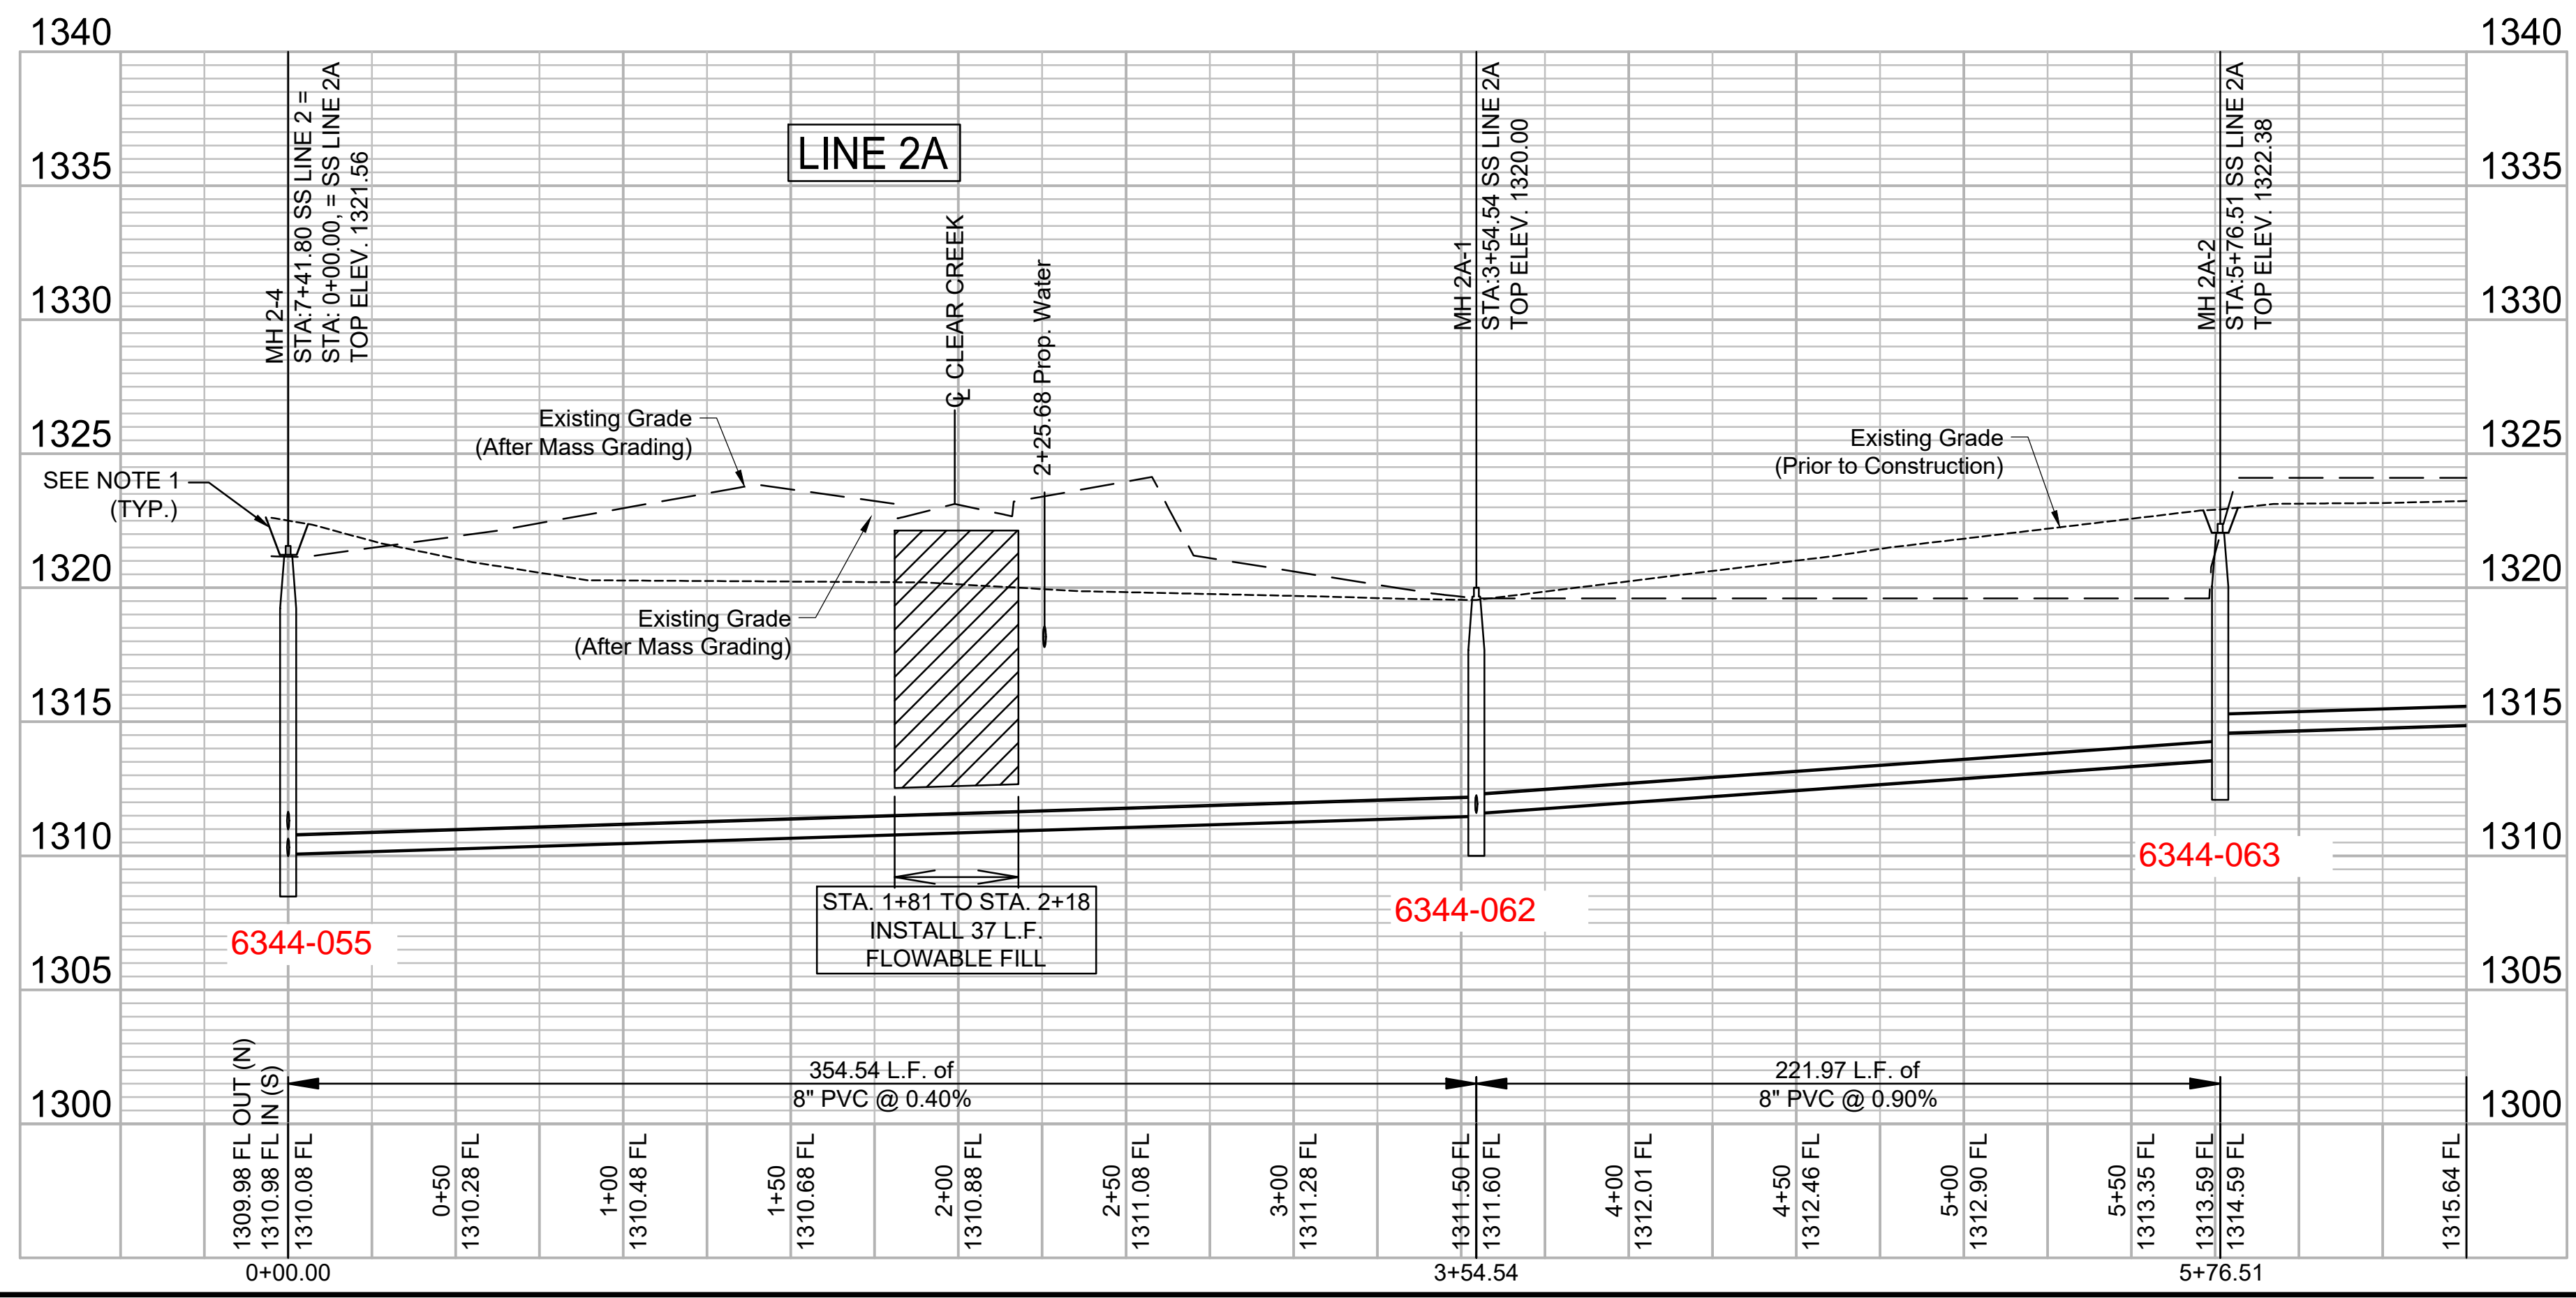 1340
1335
1330
1325
1320
1315
1310
1305
1300
1340
1335
1330
1325
1320
1315
1310
1305
1300
LINE 2A
MH 2-4
STA:7+41.80 SS LINE 2 =
STA: 0+00.00, = SS LINE 2A
TOP ELEV. 1321.56
℄ CLEAR CREEK
2+25.68 Prop. Water
MH 2A-1
STA:3+54.54 SS LINE 2A
TOP ELEV. 1320.00
MH 2A-2
STA:5+76.51 SS LINE 2A
TOP ELEV. 1322.38
SEE NOTE 1
(TYP.)
Existing Grade
(After Mass Grading)
Existing Grade
(After Mass Grading)
Existing Grade
(Prior to Construction)
STA. 1+81 TO STA. 2+18
INSTALL 37 L.F.
FLOWABLE FILL
6344-055
6344-062
6344-063
354.54 L.F. of
8" PVC @ 0.40%
221.97 L.F. of
8" PVC @ 0.90%
1309.98 FL OUT (N)
1310.98 FL IN (S)
1310.08 FL
0+50
1310.28 FL
1+00
1310.48 FL
1+50
1310.68 FL
2+00
1310.88 FL
2+50
1311.08 FL
3+00
1311.28 FL
1311.50 FL
1311.60 FL
4+00
1312.01 FL
4+50
1312.46 FL
5+00
1312.90 FL
5+50
1313.35 FL
1313.59 FL
1314.59 FL
1315.64 FL
0+00.00
3+54.54
5+76.51